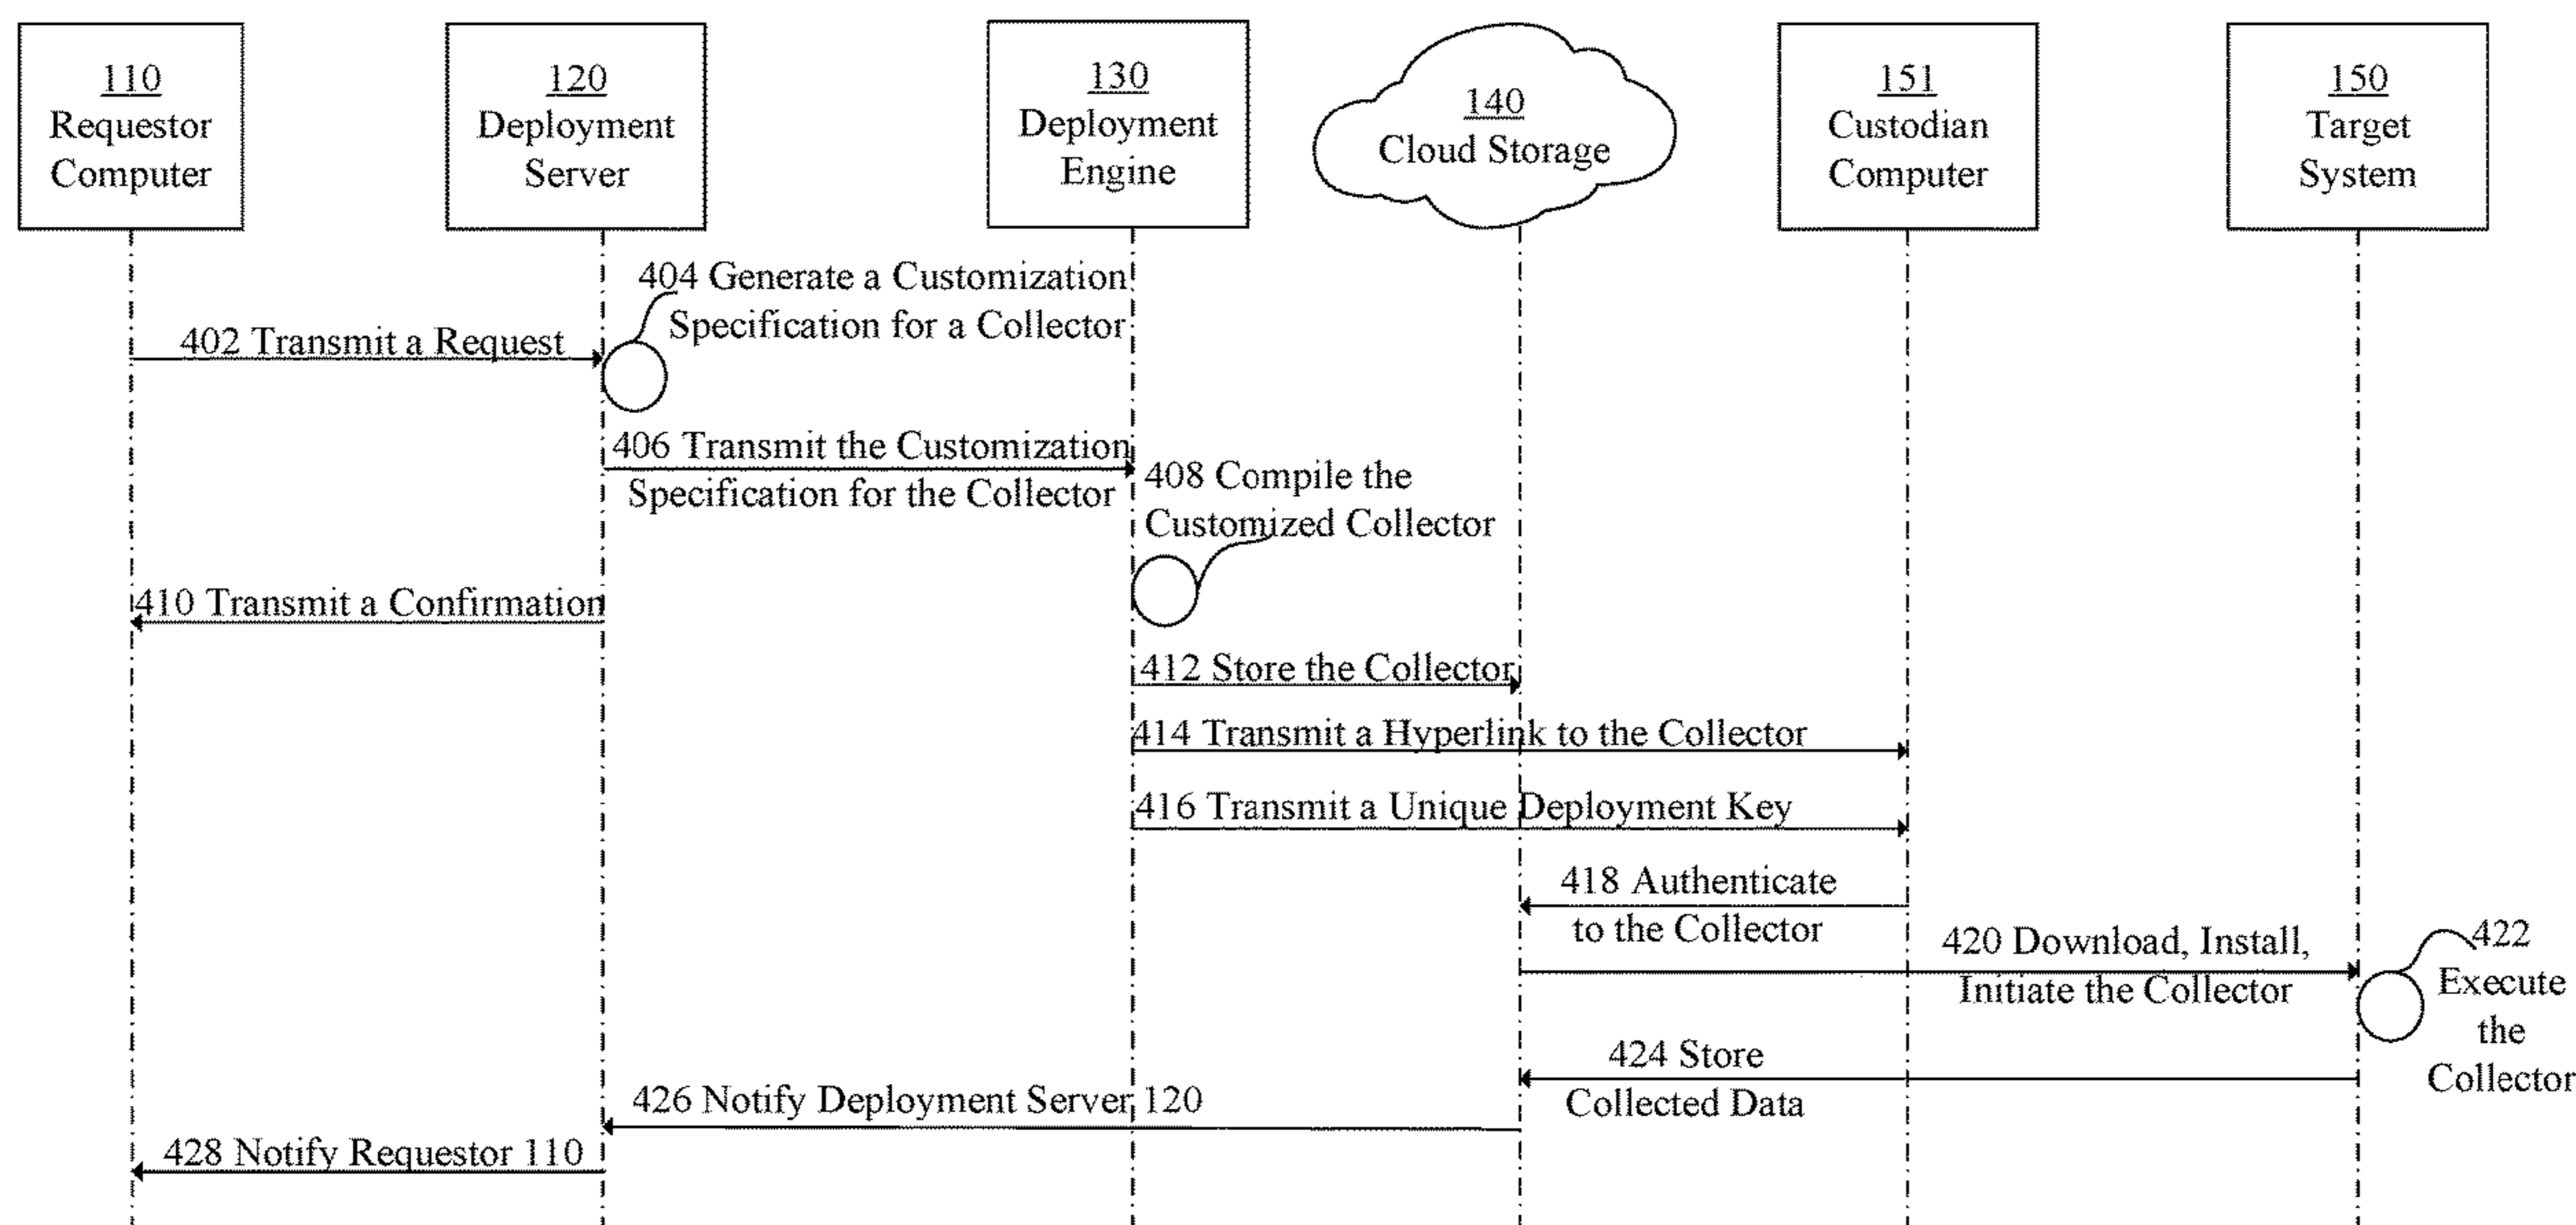 110
Requestor
Computer
120
Deployment
Server
130
Deployment
Engine
140
Cloud Storage
151
Custodian
Computer
150
Target
System
404 Generate a Customization
Specification for a Collector
402 Transmit a Request
406 Transmit the Customization
Specification for the Collector
408 Compile the
Customized Collector
410 Transmit a Confirmation
412 Store the Collector
414 Transmit a Hyperlink to the Collector
416 Transmit a Unique Deployment Key
418 Authenticate
to the Collector
420 Download, Install,
Initiate the Collector
422
Execute
the
Collector
424 Store
Collected Data
426 Notify Deployment Server 120
428 Notify Requestor 110